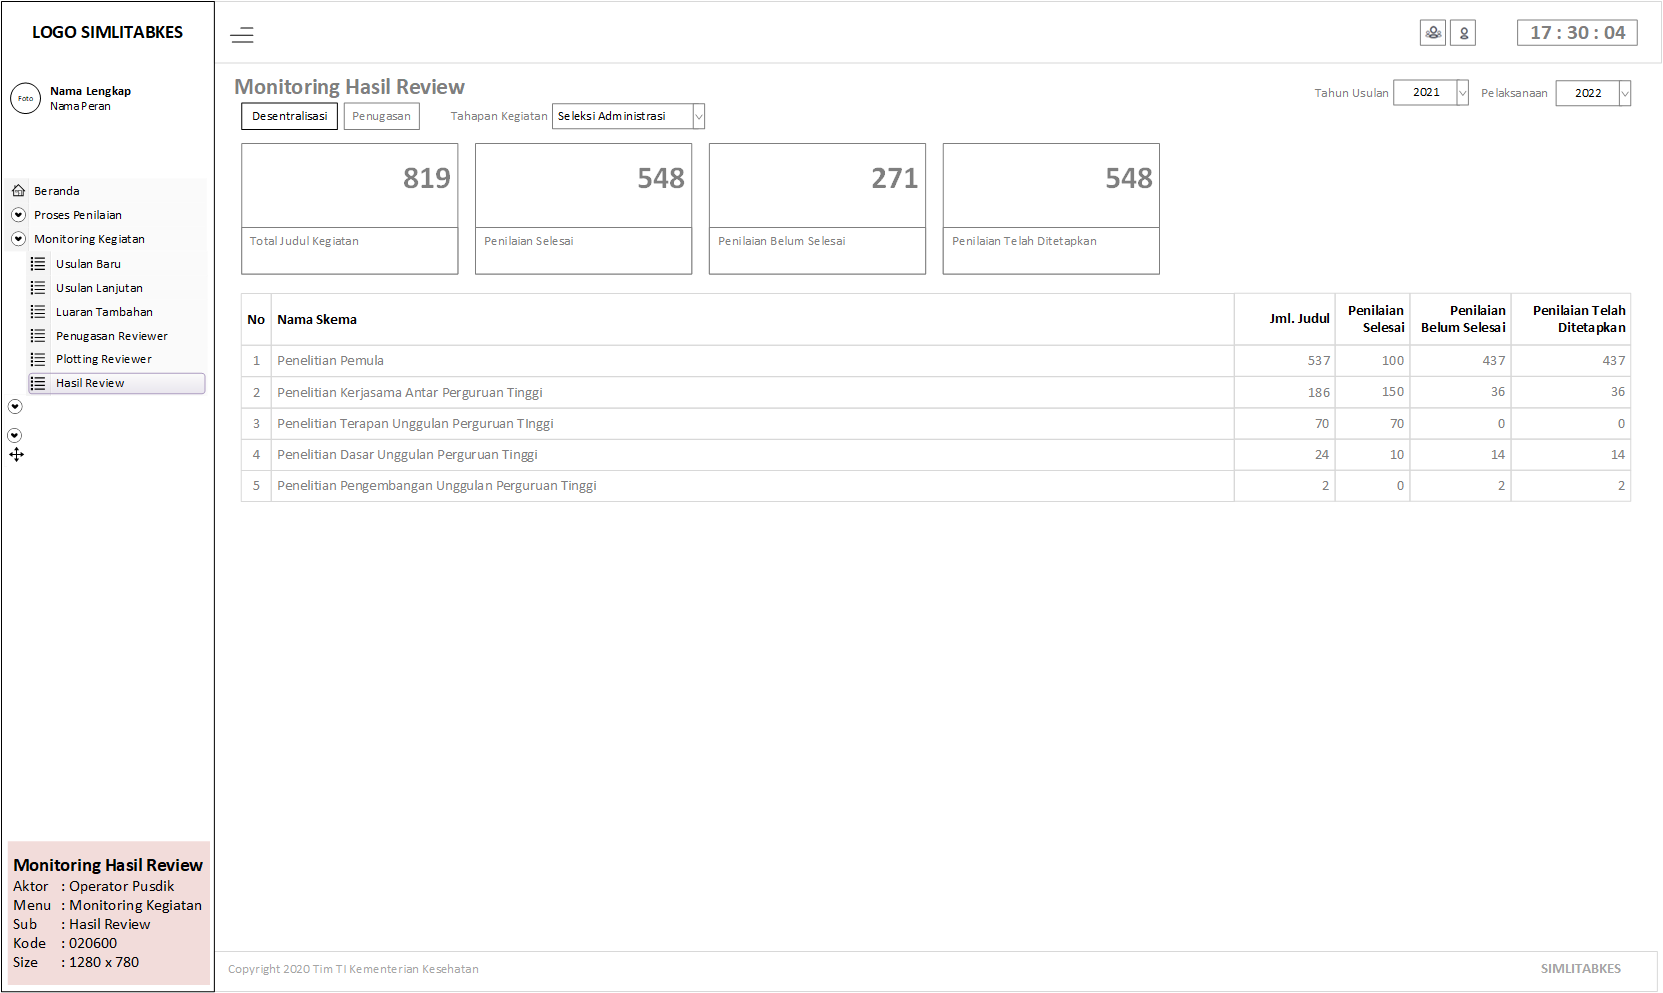 LOGO SIMLITABKES
17 : 30 : 04
Foto
Nama Lengkap
Nama Peran
Monitoring Hasil Review
Tahun Usulan 2021 Pelaksanaan 2022
Desentralisasi Penugasan Tahapan Kegiatan Seleksi Administrasi
819 548 271 548
Total Judul Kegiatan Penilaian Selesai Penilaian Belum Selesai Penilaian Telah Ditetapkan
Beranda
Proses Penilaian
Monitoring Kegiatan
Usulan Baru
Usulan Lanjutan
Luaran Tambahan
Penugasan Reviewer
Plotting Reviewer
Hasil Review
No Nama Skema Jml. Judul Penilaian Selesai Penilaian Belum Selesai Penilaian Telah Ditetapkan
1 Penelitian Pemula 537 100 437 437
2 Penelitian Kerjasama Antar Perguruan Tinggi 186 150 36 36
3 Penelitian Terapan Unggulan Perguruan TInggi 70 70 0 0
4 Penelitian Dasar Unggulan Perguruan Tinggi 24 10 14 14
5 Penelitian Pengembangan Unggulan Perguruan Tinggi 2 0 2 2
Monitoring Hasil Review
Aktor : Operator Pusdik
Menu : Monitoring Kegiatan
Sub : Hasil Review
Kode : 020600
Size : 1280 x 780
Copyright 2020 Tim TI Kementerian Kesehatan
SIMLITABKES